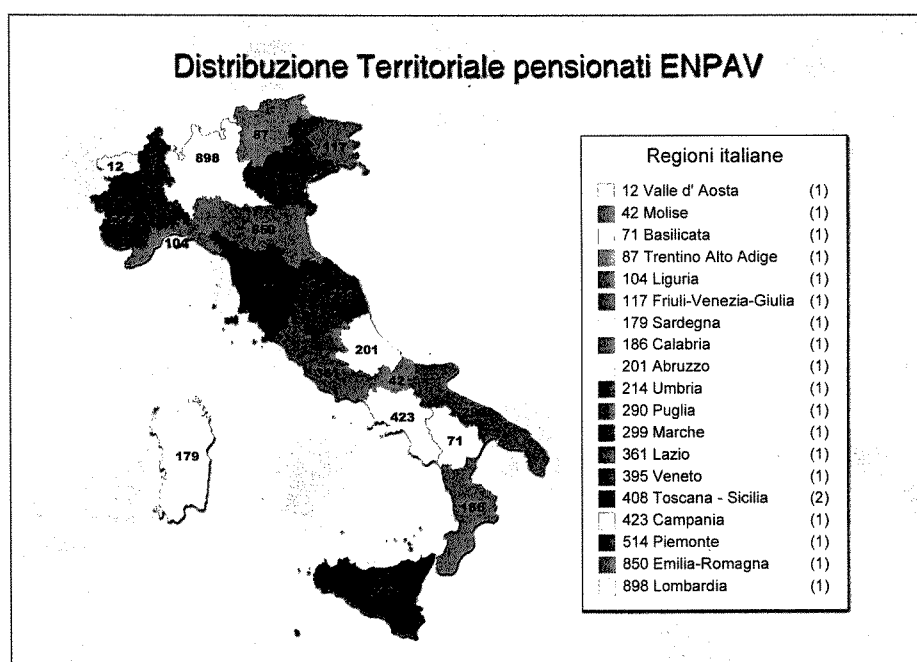 Distribuzione Territoriale pensionati ENPAV
87
117
898
12
850
104
201
42
423
71
179
186
Regioni italiane
12 Valle d' Aosta (1)
42 Molise (1)
71 Basilicata (1)
87 Trentino Alto Adige (1)
104 Liguria (1)
117 Friuli-Venezia-Giulia (1)
179 Sardegna (1)
186 Calabria (1)
201 Abruzzo (1)
214 Umbria (1)
290 Puglia (1)
299 Marche (1)
361 Lazio (1)
395 Veneto (1)
408 Toscana - Sicilia (2)
423 Campania (1)
514 Piemonte (1)
850 Emilia-Romagna (1)
898 Lombardia (1)